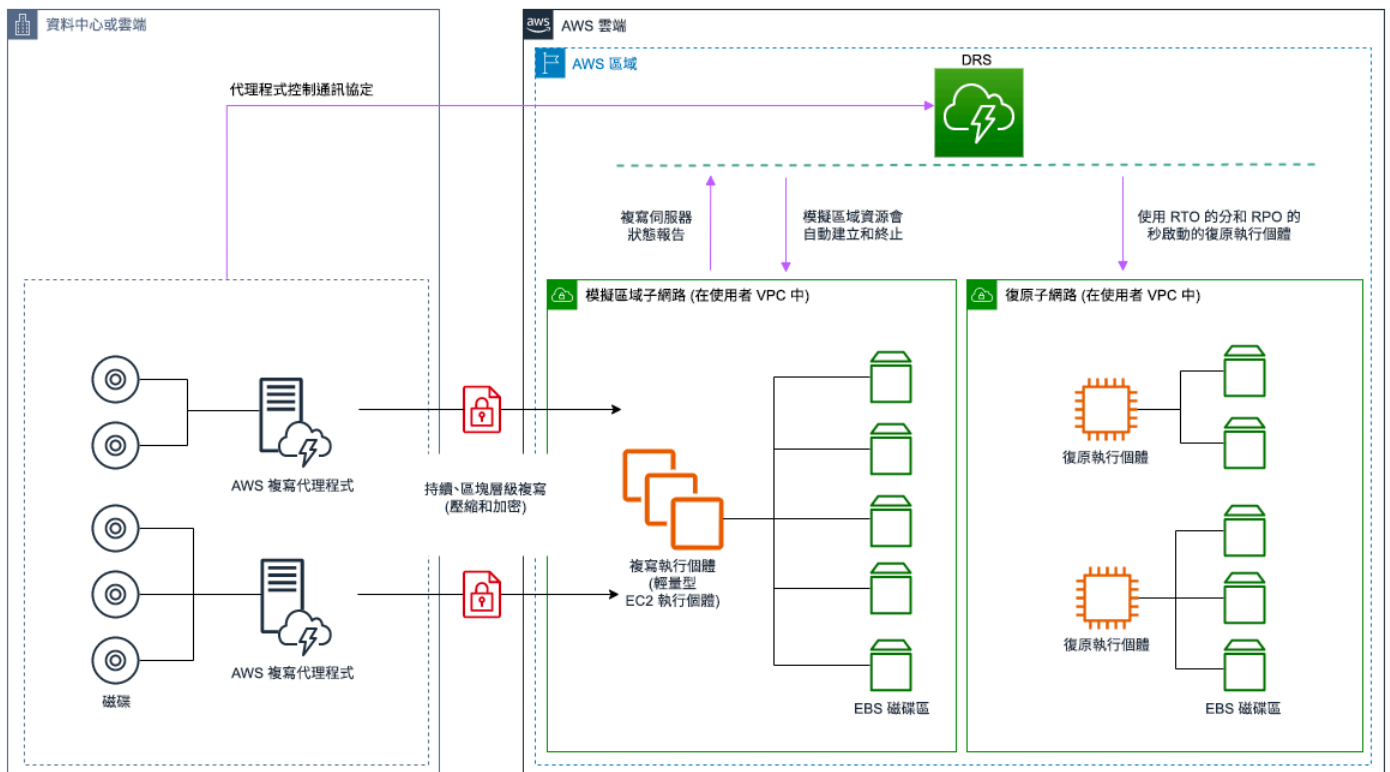 資料中心或雲端
aws
AWS 雲端
AWS 區域
DRS
代理程式控制通訊協定
複寫伺服器
狀態報告
模擬區域資源會
自動建立和終止
使用 RTO 的分和 RPO 的
秒啟動的復原執行個體
模擬區域子網路 (在使用者 VPC 中)
復原子網路 (在使用者 VPC 中)
AWS 複寫代理程式
持續、區塊層級複寫
(壓縮和加密)
複寫執行個體
(輕量型
EC2 執行個體)
復原執行個體
復原執行個體
AWS 複寫代理程式
磁碟
EBS 磁碟區
EBS 磁碟區